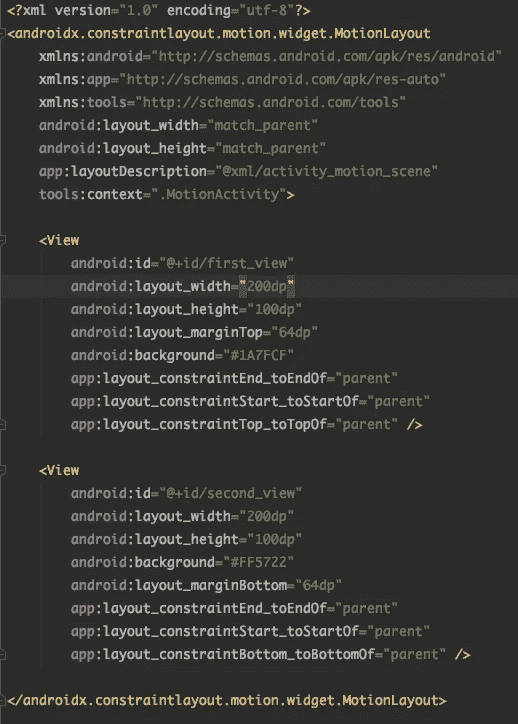 <?xml version="1.0" encoding="utf-8"?>
<androidx.constraintlayout.motion.widget.MotionLayout
    xmlns:android="http://schemas.android.com/apk/res/android"
    xmlns:app="http://schemas.android.com/apk/res-auto"
    xmlns:tools="http://schemas.android.com/tools"
    android:layout_width="match_parent"
    android:layout_height="match_parent"
    app:layoutDescription="@xml/activity_motion_scene"
    tools:context=".MotionActivity">

    <View
        android:id="@+id/first_view"
        android:layout_width="200dp"
        android:layout_height="100dp"
        android:layout_marginTop="64dp"
        android:background="#1A7FCF"
        app:layout_constraintEnd_toEndOf="parent"
        app:layout_constraintStart_toStartOf="parent"
        app:layout_constraintTop_toTopOf="parent" />

    <View
        android:id="@+id/second_view"
        android:layout_width="200dp"
        android:layout_height="100dp"
        android:background="#FF5722"
        android:layout_marginBottom="64dp"
        app:layout_constraintEnd_toEndOf="parent"
        app:layout_constraintStart_toStartOf="parent"
        app:layout_constraintBottom_toBottomOf="parent" />

</androidx.constraintlayout.motion.widget.MotionLayout>